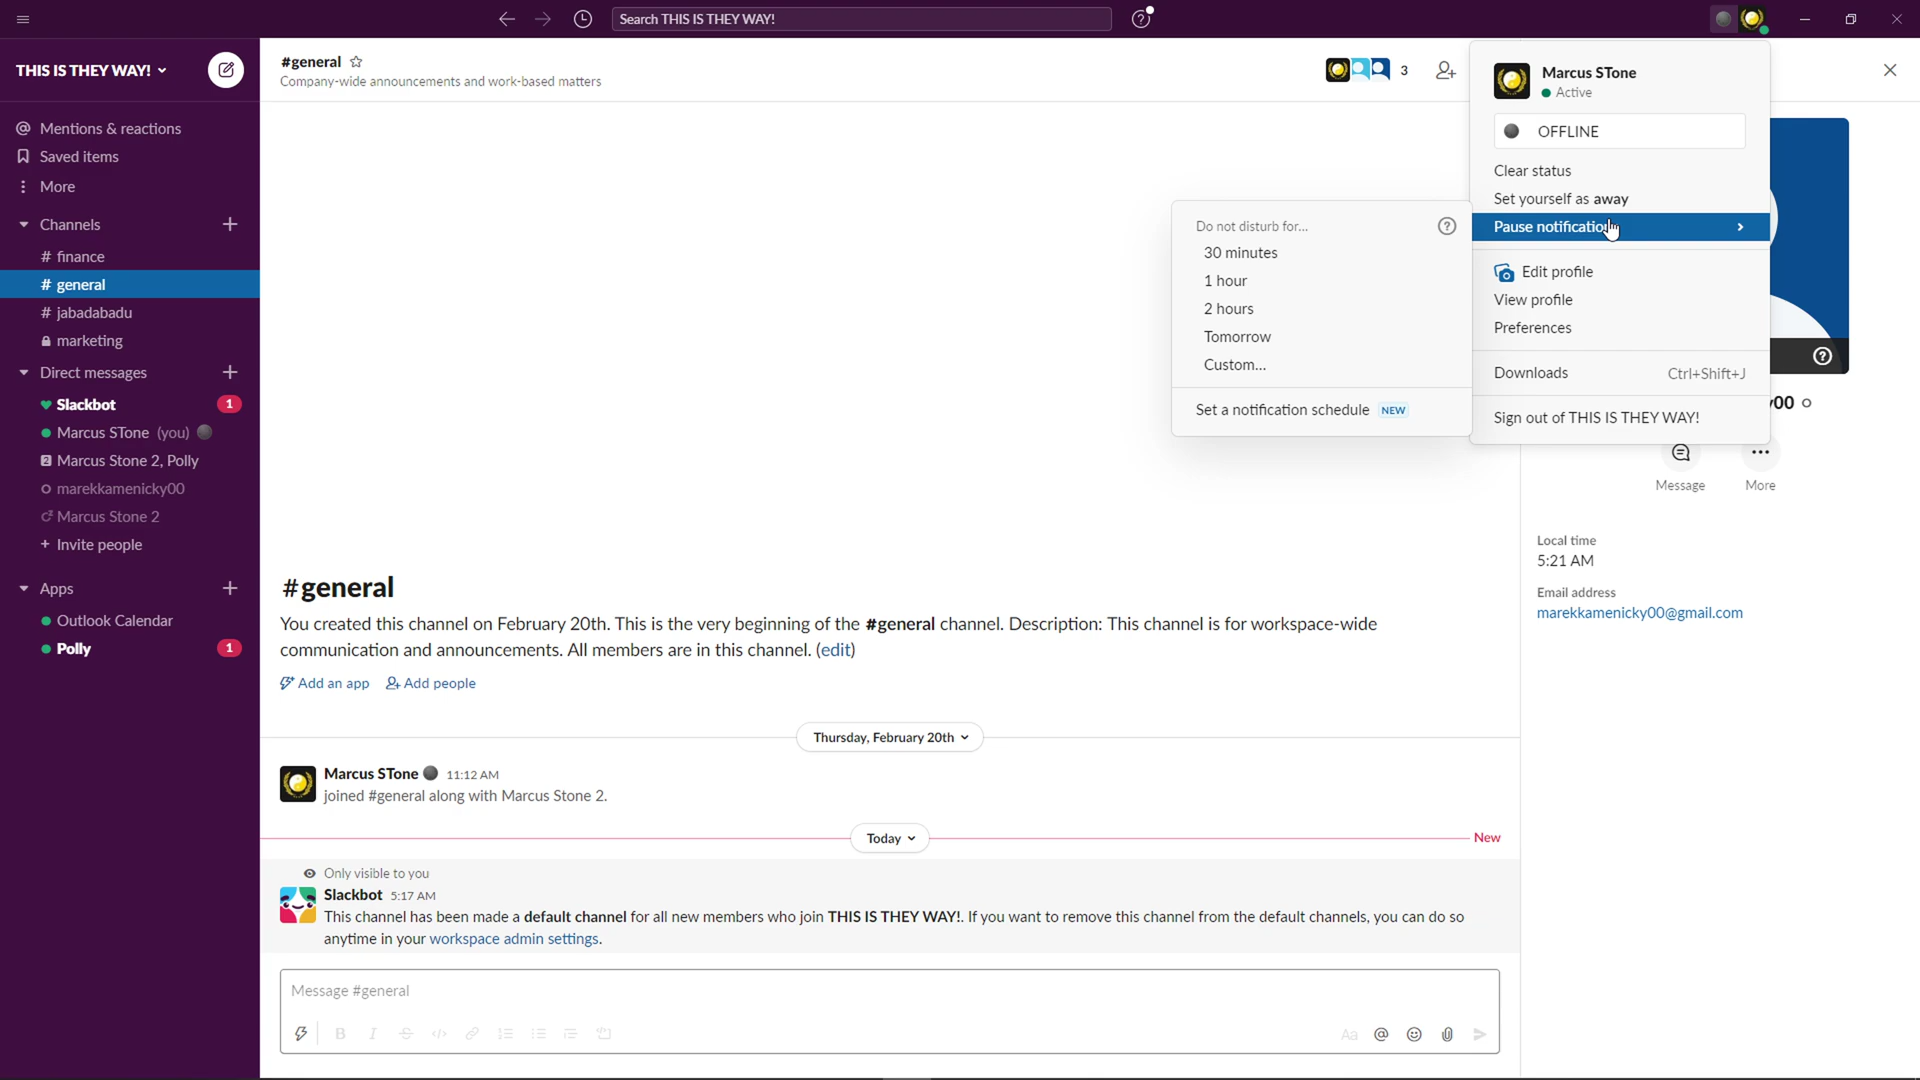 Search THIS IS THEY WAY!
THIS IS THEY WAY!
Mentions & reactions
Saved items
More
Channels
# finance
# general
# jabadabadu
marketing
Direct messages
Slackbot 1
Marcus STone (you)
2 Marcus Stone 2, Polly
marekkamenicky00
Marcus Stone 2
+ Invite people
Apps
Outlook Calendar
Polly 1
#general
Company-wide announcements and work-based matters
3
Marcus STone
Active
OFFLINE
Clear status
Set yourself as away
Pause notification
Edit profile
View profile
Preferences
Downloads Ctrl+Shift+J
Sign out of THIS IS THEY WAY!
Do not disturb for...
30 minutes
1 hour
2 hours
Tomorrow
Custom...
Set a notification schedule NEW
#general
You created this channel on February 20th. This is the very beginning of the #general channel. Description: This channel is for workspace-wide
communication and announcements. All members are in this channel. (edit)
Add an app Add people
Thursday, February 20th
Marcus STone 11:12 AM
joined #general along with Marcus Stone 2.
Today
New
Only visible to you
Slackbot 5:17 AM
This channel has been made a default channel for all new members who join THIS IS THEY WAY!. If you want to remove this channel from the default channels, you can do so
anytime in your workspace admin settings.
Message #general
B I S Aa @
y00
Message
More
Local time
5:21 AM
Email address
marekkamenicky00@gmail.com